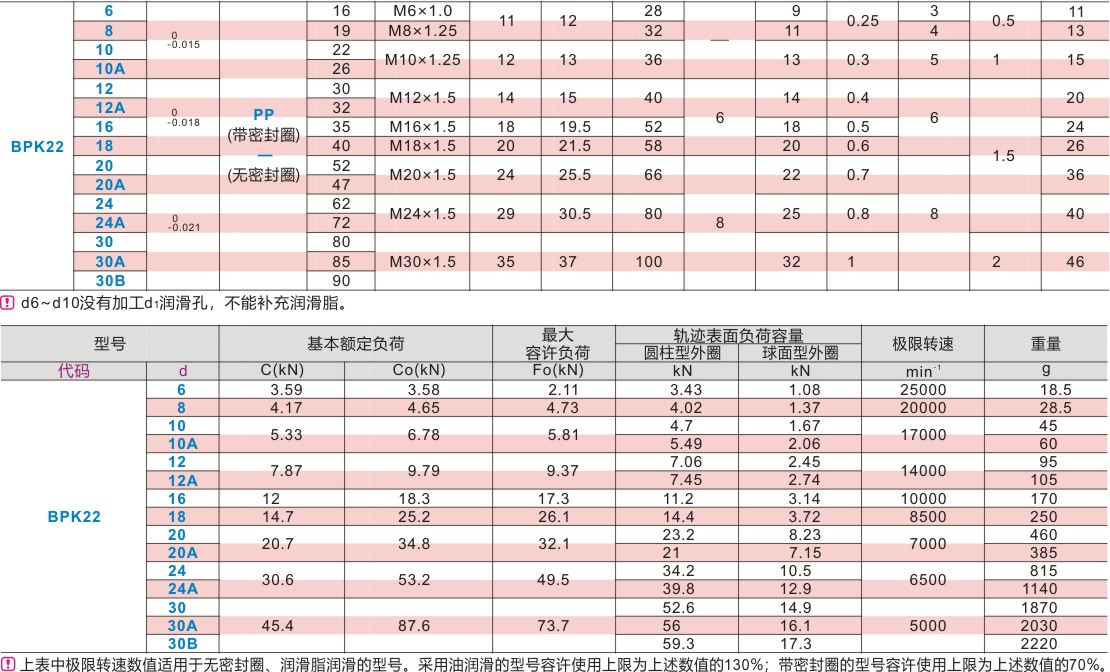 6 16 M6×1.0 11 12 28 — 9 0.25 3 0.5 11
8 0 -0.015 19 M8×1.25 32 11 4 13
10 22 M10×1.25 12 13 36 13 0.3 5 1 15
10A 26
12 30 M12×1.5 14 15 40 6 14 0.4 6 1.5 20
12A 0 -0.018 PP 32
16 (带密封圈) 35 M16×1.5 18 19.5 52 18 0.5 24
BPK22 18 — 40 M18×1.5 20 21.5 58 20 0.6 26
20 (无密封圈) 52 M20×1.5 24 25.5 66 22 0.7 36
20A 47
24 62 M24×1.5 29 30.5 80 8 25 0.8 8 40
24A 0 -0.021 72
30 80
30A 85 M30×1.5 35 37 100 32 1 2 46
30B 90
d6~d10没有加工d1润滑孔，不能补充润滑脂。
型号 基本额定负荷 最大容许负荷 轨迹表面负荷容量 极限转速 重量
圆柱型外圈 球面型外圈
代码 d C(kN) Co(kN) Fo(kN) kN kN min-1 g
6 3.59 3.58 2.11 3.43 1.08 25000 18.5
8 4.17 4.65 4.73 4.02 1.37 20000 28.5
10 5.33 6.78 5.81 4.7 1.67 17000 45
10A 5.49 2.06 60
12 7.87 9.79 9.37 7.06 2.45 14000 95
12A 7.45 2.74 105
16 12 18.3 17.3 11.2 3.14 10000 170
BPK22 18 14.7 25.2 26.1 14.4 3.72 8500 250
20 20.7 34.8 32.1 23.2 8.23 7000 460
20A 21 7.15 385
24 30.6 53.2 49.5 34.2 10.5 6500 815
24A 39.8 12.9 1140
30 52.6 14.9 1870
30A 45.4 87.6 73.7 56 16.1 5000 2030
30B 59.3 17.3 2220
上表中极限转速数值适用于无密封圈、润滑脂润滑的型号。采用油润滑的型号容许使用上限为上述数值的130%；带密封圈的型号容许使用上限为上述数值的70%。